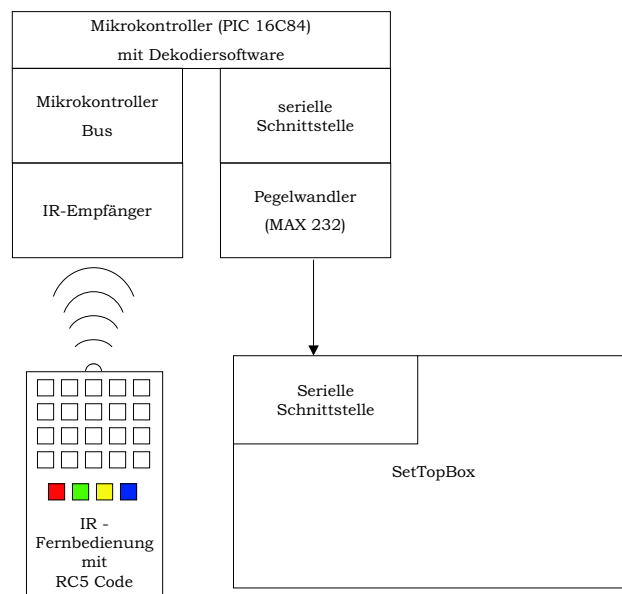 Mikrokontroller (PIC 16C84)
mit Dekodiersoftware
Mikrokontroller
Bus
serielle
Schnittstelle
IR-Empfänger
Pegelwandler
(MAX 232)
Serielle
Schnittstelle
SetTopBox
IR -
Fernbedienung
mit
RC5 Code